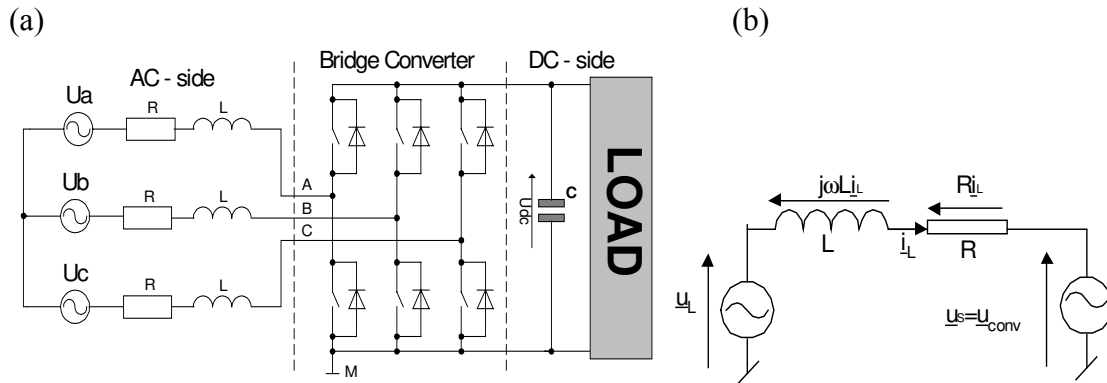 (a)
(b)
AC - side
Bridge Converter
DC - side
Ua
R
L
Ub
R
L
Uc
R
L
A
B
C
M
Udc
C
LOAD
jωLi_L
Ri_L
L
i_L
R
u_L
u_s=u_conv